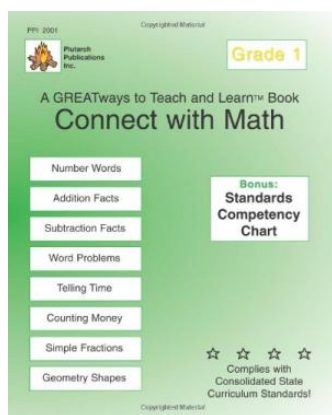 Copyrighted Material
PPI 2001
Plutarch
Publications
Inc.
Grade 1
A GREATways to Teach and Learn™ Book
Connect with Math
Number Words
Addition Facts
Subtraction Facts
Word Problems
Telling Time
Counting Money
Simple Fractions
Geometry Shapes
Bonus:
Standards
Competency
Chart
Complies with
Consolidated State
Curriculum Standards!
Copyrighted Material